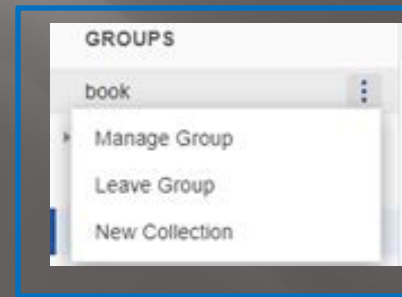 GROUPS
book
Manage Group
Leave Group
New Collection